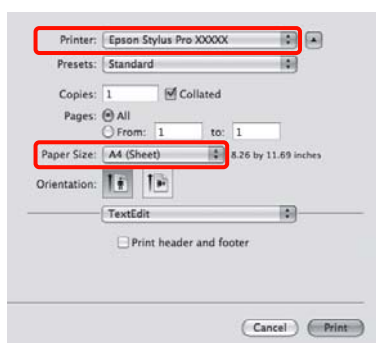 Printer: Epson Stylus Pro XXXXX
Presets: Standard
Copies: 1 Collated
Pages: All
From: 1 to: 1
Paper Size: A4 (Sheet) 8.26 by 11.69 inches
Orientation:
TextEdit
Print header and footer
Cancel Print